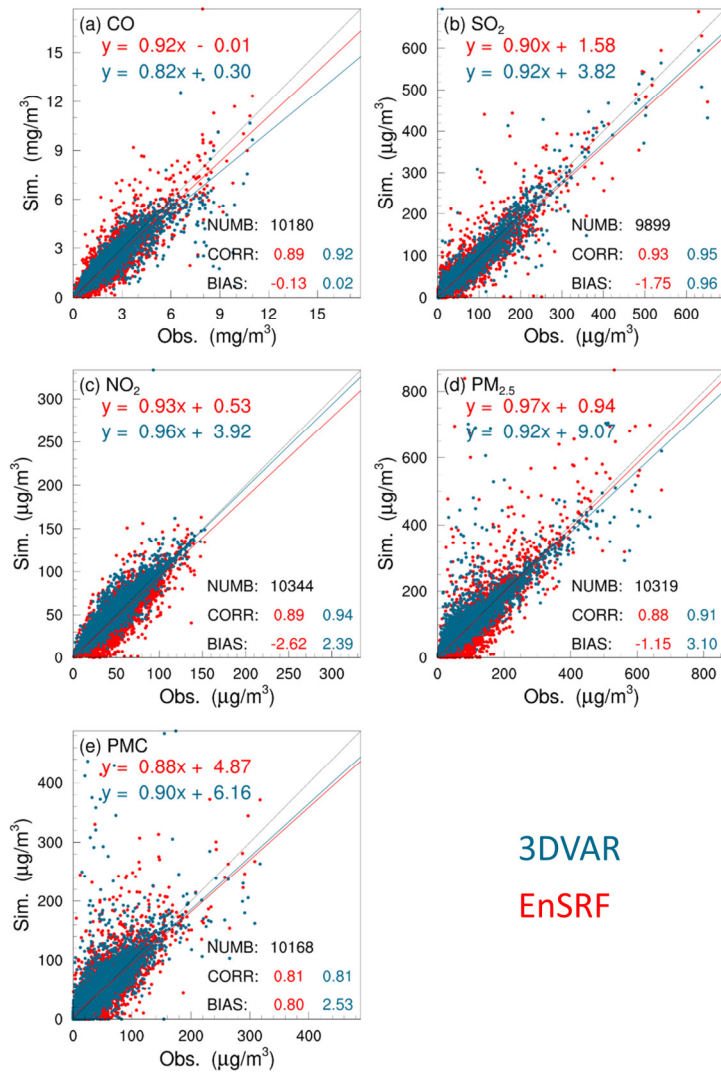 (a) CO
y = 0.92x - 0.01
y = 0.82x + 0.30
15
12
9
6
3
0
Sim. (mg/m³)
NUMB: 10180
CORR: 0.89 0.92
BIAS: -0.13 0.02
0 3 6 9 12 15
Obs. (mg/m³)
(b) SO₂
y = 0.90x + 1.58
y = 0.92x + 3.82
600
500
400
300
200
100
0
Sim. (μg/m³)
NUMB: 9899
CORR: 0.93 0.95
BIAS: -1.75 0.96
0 100 200 300 400 500 600
Obs. (μg/m³)
(c) NO₂
y = 0.93x + 0.53
y = 0.96x + 3.92
300
250
200
150
100
50
0
Sim. (μg/m³)
NUMB: 10344
CORR: 0.89 0.94
BIAS: -2.62 2.39
0 50 100 150 200 250 300
Obs. (μg/m³)
(d) PM₂.₅
y = 0.97x + 0.94
y = 0.92x + 9.07
800
600
400
200
0
Sim. (μg/m³)
NUMB: 10319
CORR: 0.88 0.91
BIAS: -1.15 3.10
0 200 400 600 800
Obs. (μg/m³)
(e) PMC
y = 0.88x + 4.87
y = 0.90x + 6.16
400
300
200
100
0
Sim. (μg/m³)
NUMB: 10168
CORR: 0.81 0.81
BIAS: 0.80 2.53
0 100 200 300 400
Obs. (μg/m³)
3DVAR
EnSRF